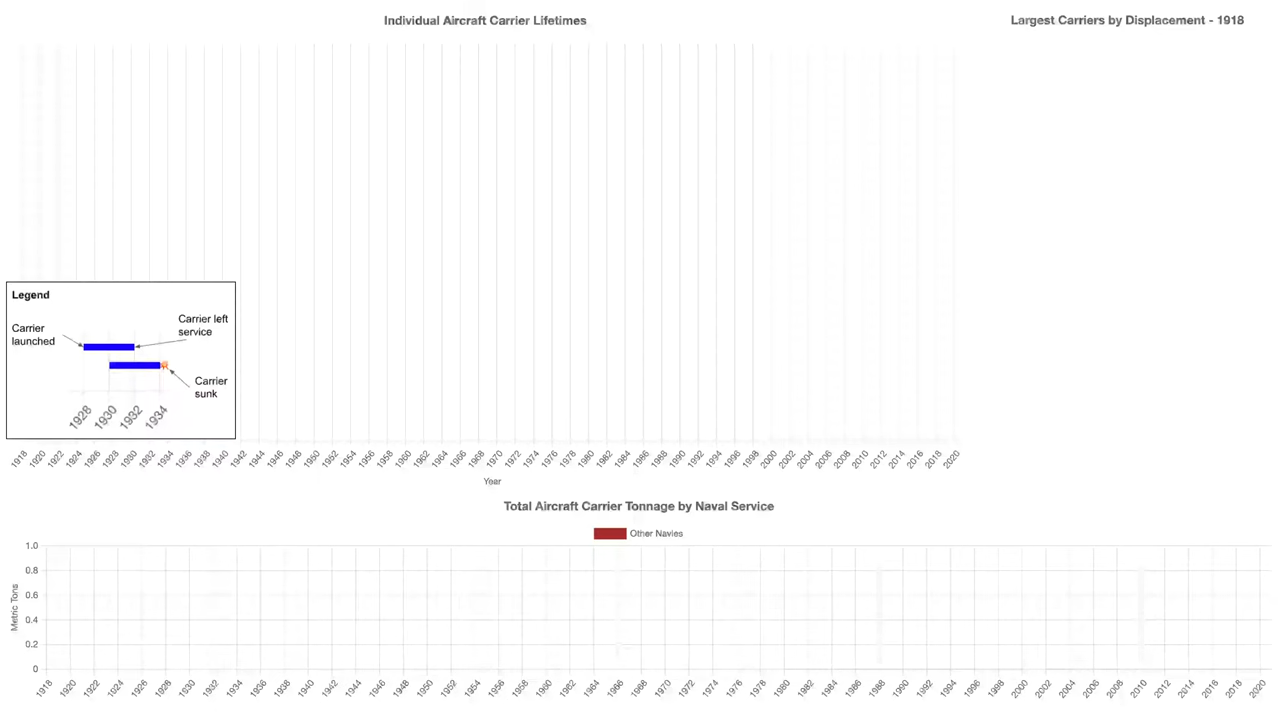 Individual Aircraft Carrier Lifetimes
Largest Carriers by Displacement - 1918
Legend
Carrier launched
Carrier left service
Carrier sunk
1928 1930 1932 1934
1918 1920 1922 1924 1926 1928 1930 1932 1934 1936 1938 1940 1942 1944 1946 1948 1950 1952 1954 1956 1958 1960 1962 1964 1966 1968 1970 1972 1974 1976 1978 1980 1982 1984 1986 1988 1990 1992 1994 1996 1998 2000 2002 2004 2006 2008 2010 2012 2014 2016 2018 2020
Year
Total Aircraft Carrier Tonnage by Naval Service
Other Navies
Metric Tons
1.0
0.8
0.6
0.4
0.2
0
1918 1920 1922 1924 1926 1928 1930 1932 1934 1936 1938 1940 1942 1944 1946 1948 1950 1952 1954 1956 1958 1960 1962 1964 1966 1968 1970 1972 1974 1976 1978 1980 1982 1984 1986 1988 1990 1992 1994 1996 1998 2000 2002 2004 2006 2008 2010 2012 2014 2016 2018 2020